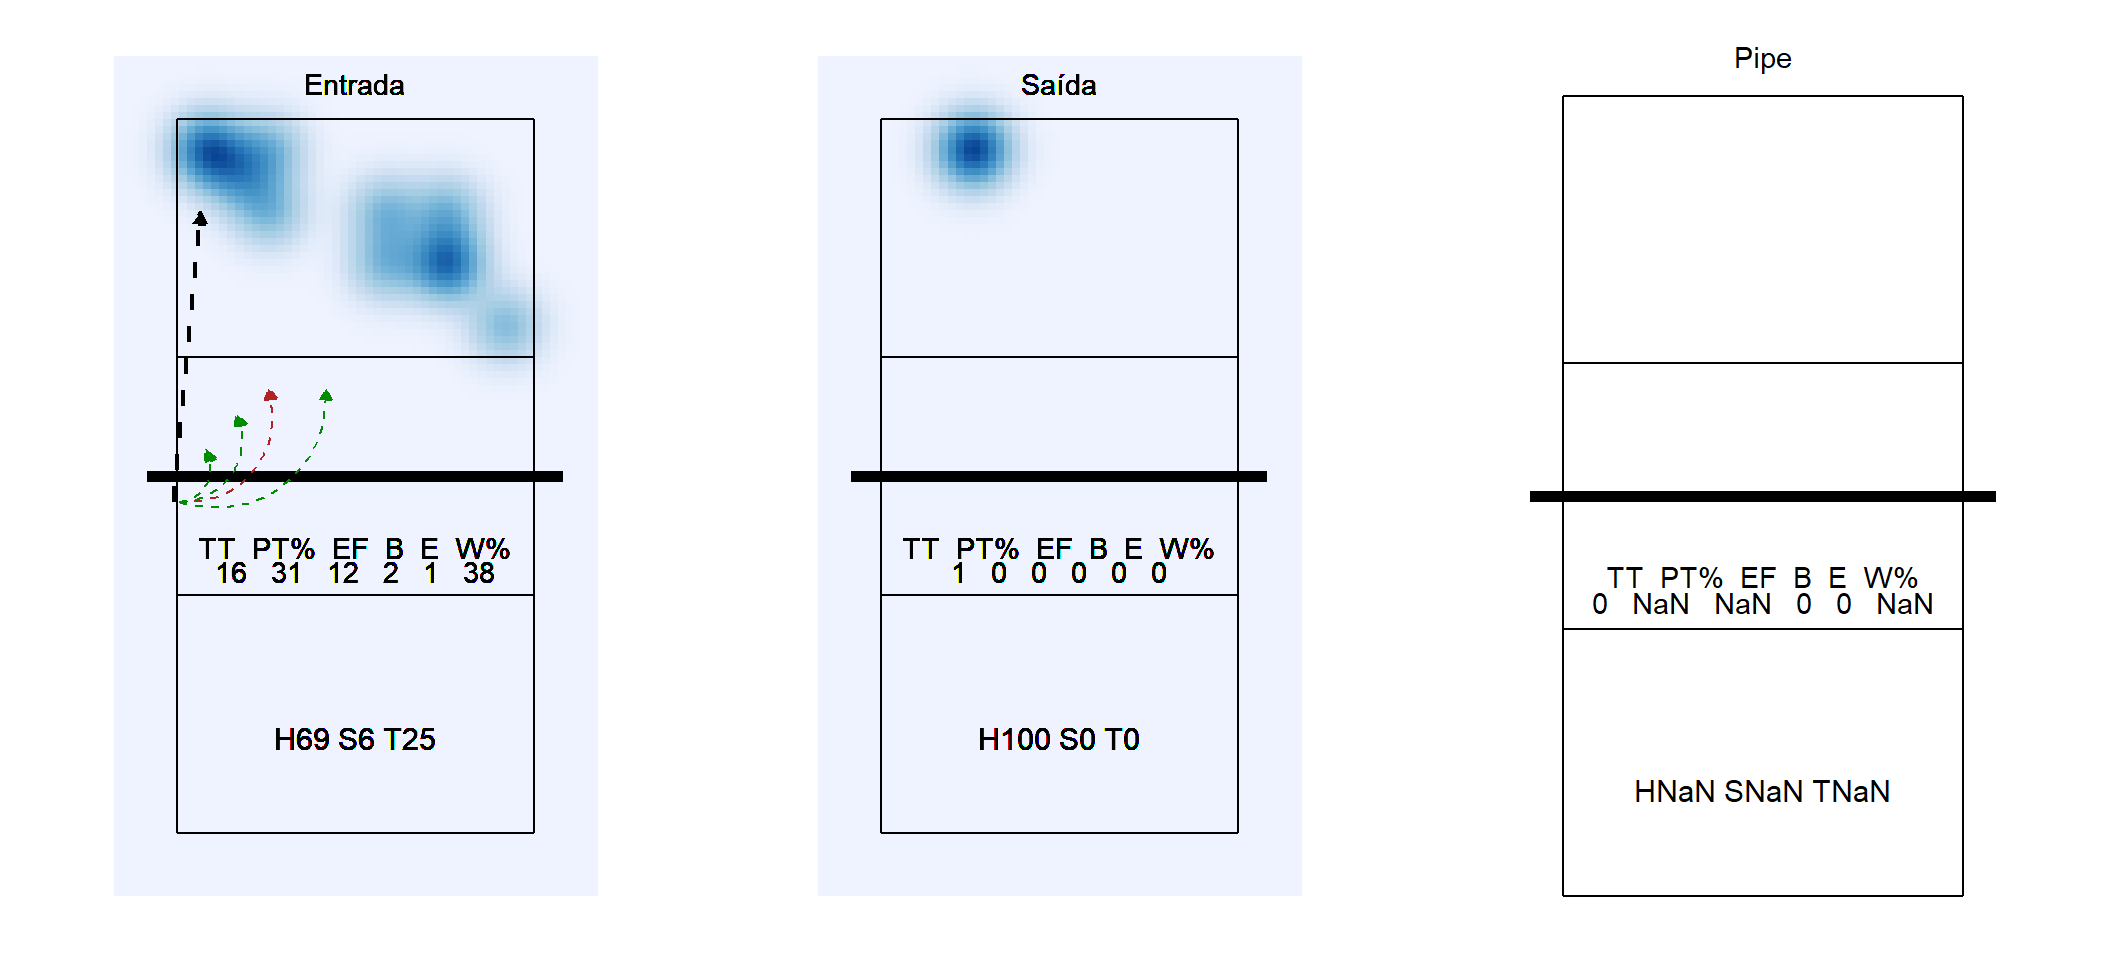 Entrada
TT PT% EF B E W%
16 31 12 2 1 38
H69 S6 T25
Saída
TT PT% EF B E W%
1 0 0 0 0 0
H100 S0 T0
Pipe
TT PT% EF B E W%
0 NaN NaN 0 0 NaN
HNaN SNaN TNaN